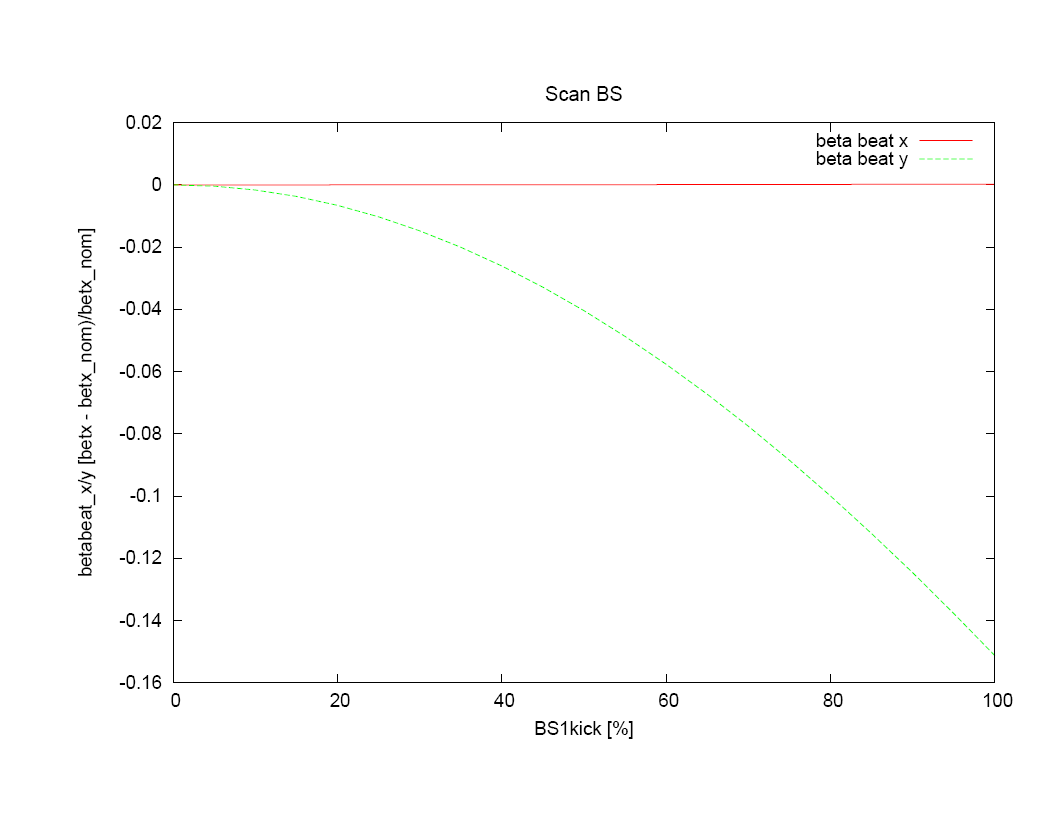 Scan BS
0.02
0
-0.02
-0.04
-0.06
-0.08
-0.1
-0.12
-0.14
-0.16
betabeat_x/y [betx - betx_nom)/betx_nom]
beta beat x
beta beat y
0 20 40 60 80 100
BS1kick [%]